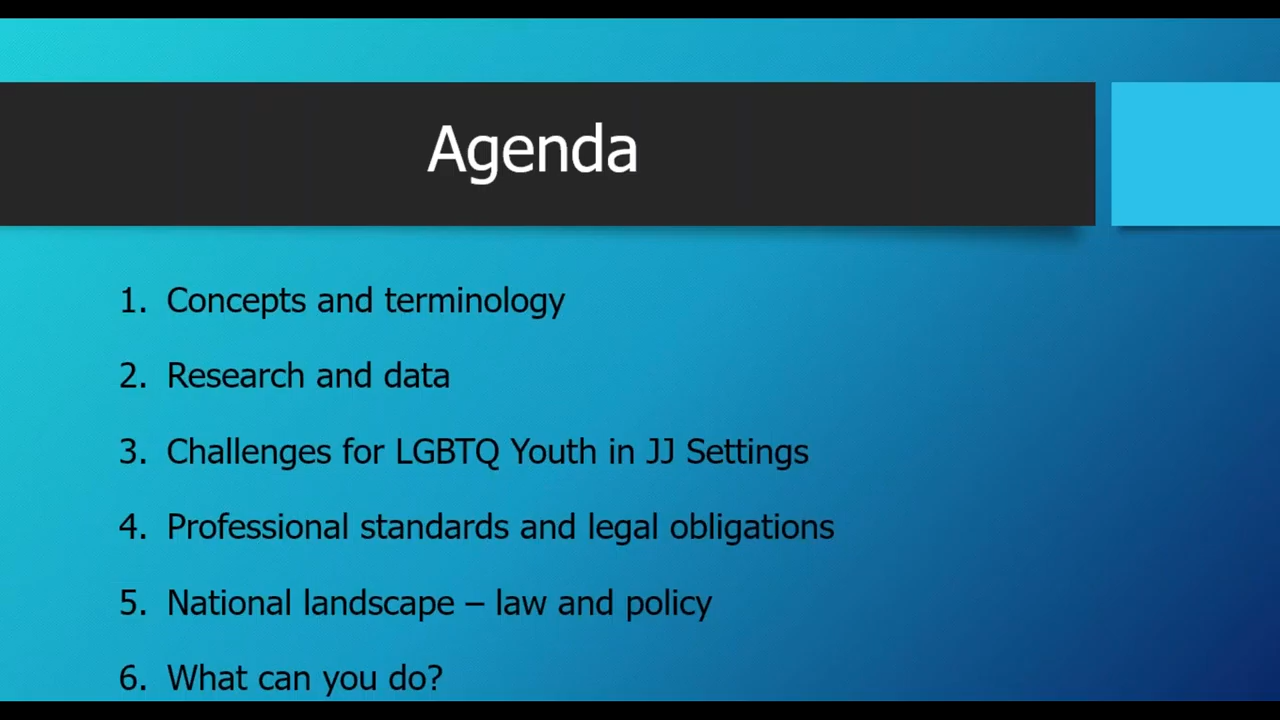 Agenda
1. Concepts and terminology
2. Research and data
3. Challenges for LGBTQ Youth in JJ Settings
4. Professional standards and legal obligations
5. National landscape – law and policy
6. What can you do?